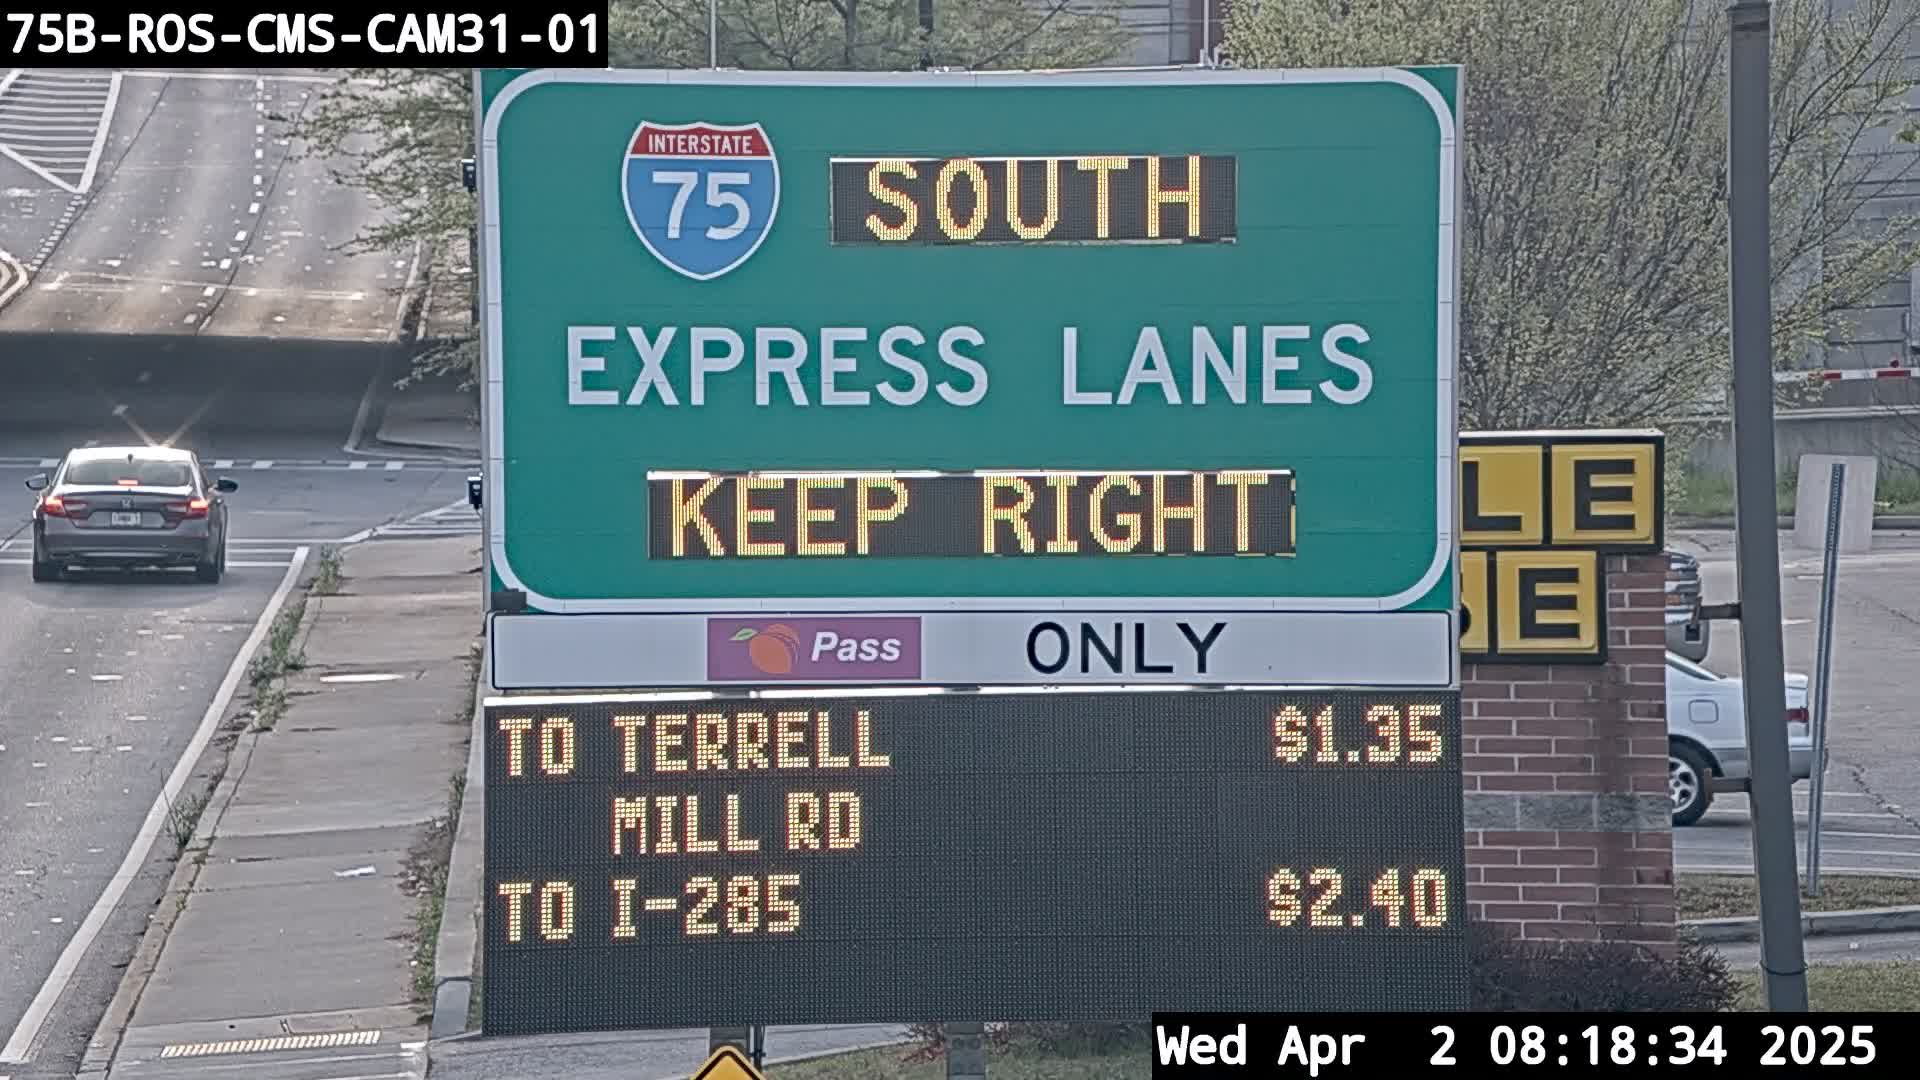 75B-ROS-CMS-CAM31-01
INTERSTATE
75
SOUTH
EXPRESS LANES
KEEP RIGHT
Pass ONLY
TO TERRELL $1.35
MILL RD
TO I-285 $2.40
LE
E
Wed Apr 2 08:18:34 2025